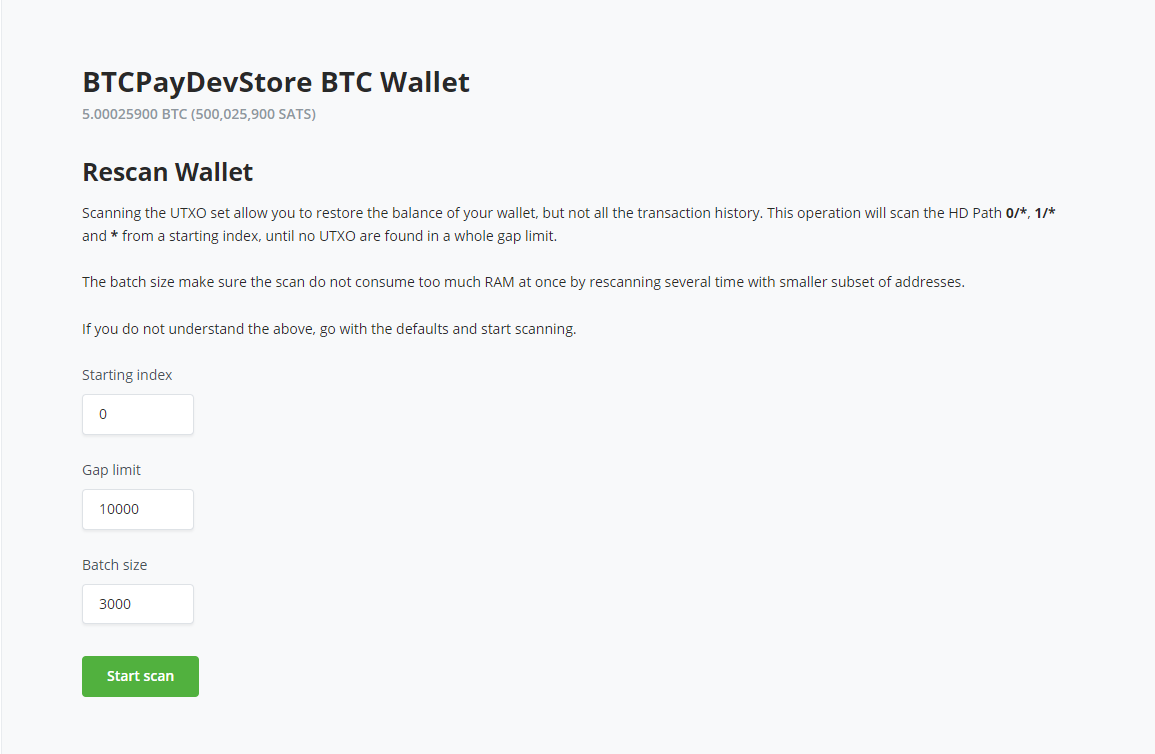 BTCPayDevStore BTC Wallet
5.00025900 BTC (500,025,900 SATS)
Rescan Wallet
Scanning the UTXO set allow you to restore the balance of your wallet, but not all the transaction history. This operation will scan the HD Path 0/*, 1/*
and * from a starting index, until no UTXO are found in a whole gap limit.
The batch size make sure the scan do not consume too much RAM at once by rescanning several time with smaller subset of addresses.
If you do not understand the above, go with the defaults and start scanning.
Starting index
0
Gap limit
10000
Batch size
3000
Start scan